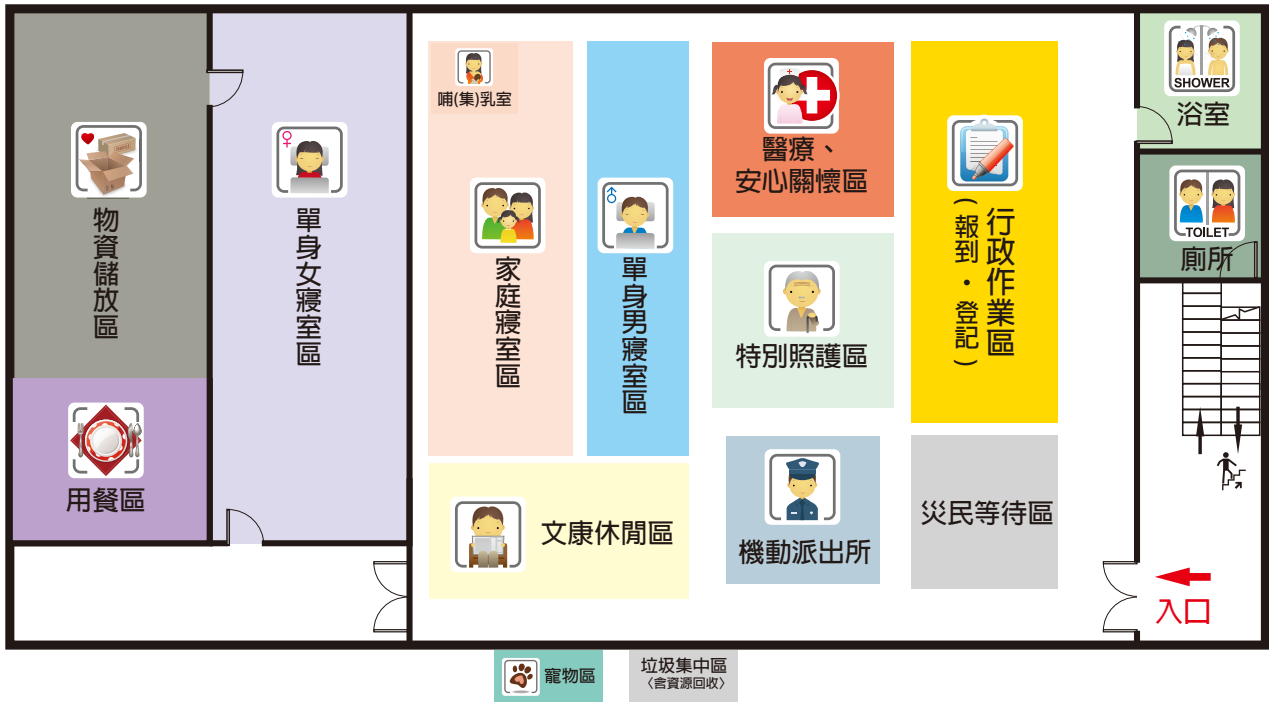 物資儲放區
用餐區
單身女寢室區
哺(集)乳室
家庭寢室區
單身男寢室區
文康休閒區
醫療、
安心關懷區
特別照護區
機動派出所
行政作業區
(報到・登記)
災民等待區
SHOWER
浴室
TOILET
廁所
入口
寵物區
垃圾集中區
〈含資源回收〉